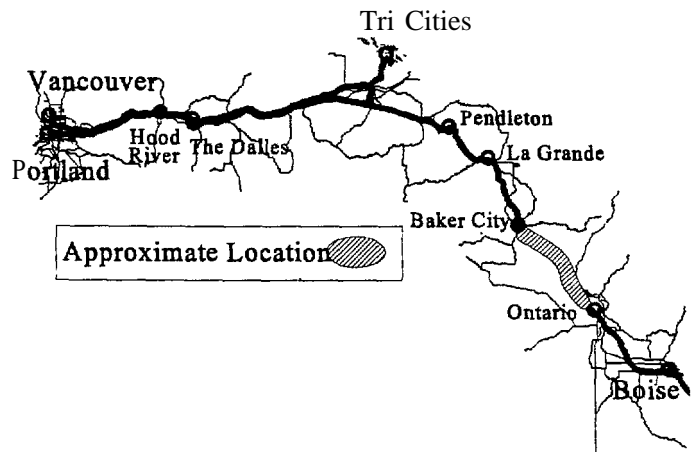 Tri Cities
Vancouver
Hood
River
The Dalles
Portland
Pendleton
La Grande
Baker City
Approximate Location
Ontario
Boise